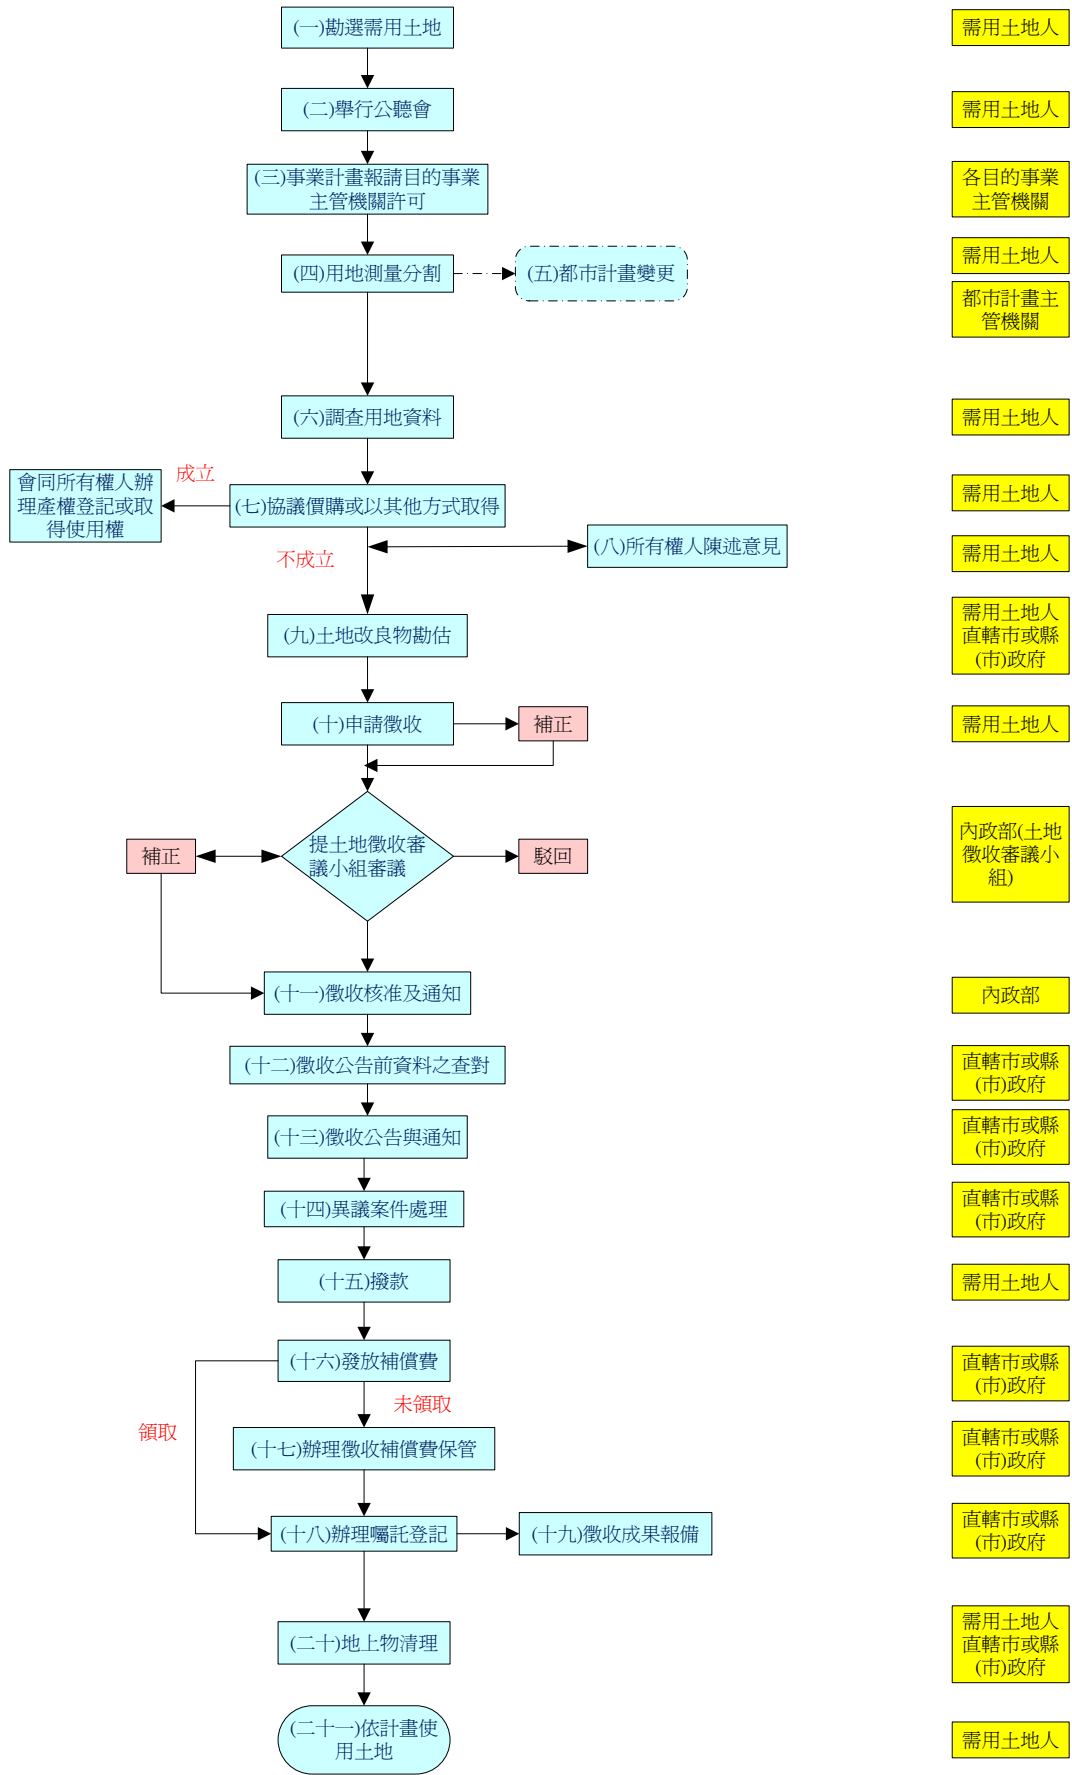 (一)勘選需用土地
需用土地人
(二)舉行公聽會
需用土地人
(三)事業計畫報請目的事業
主管機關許可
各目的事業
主管機關
(四)用地測量分割
(五)都市計畫變更
需用土地人
都市計畫主
管機關
(六)調查用地資料
需用土地人
成立
會同所有權人辦
理產權登記或取
得使用權
(七)協議價購或以其他方式取得
需用土地人
不成立
(八)所有權人陳述意見
需用土地人
(九)土地改良物勘估
需用土地人
直轄市或縣
(市)政府
(十)申請徵收
補正
需用土地人
補正
提土地徵收審
議小組審議
駁回
內政部(土地
徵收審議小
組)
(十一)徵收核准及通知
內政部
(十二)徵收公告前資料之查對
直轄市或縣
(市)政府
(十三)徵收公告與通知
直轄市或縣
(市)政府
(十四)異議案件處理
直轄市或縣
(市)政府
(十五)撥款
需用土地人
(十六)發放補償費
直轄市或縣
(市)政府
未領取
領取
(十七)辦理徵收補償費保管
直轄市或縣
(市)政府
(十八)辦理囑託登記
(十九)徵收成果報備
直轄市或縣
(市)政府
(二十)地上物清理
需用土地人
直轄市或縣
(市)政府
(二十一)依計畫使
用土地
需用土地人